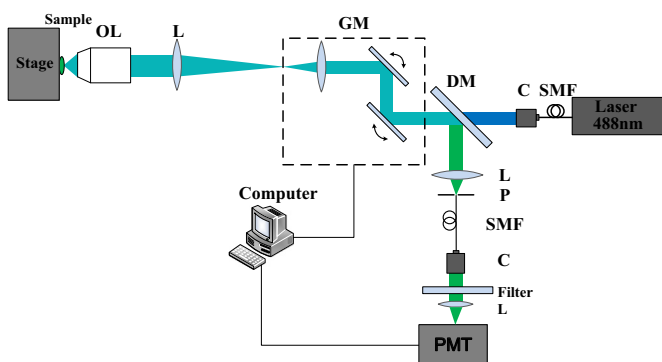 Sample
OL
L
GM
Stage
DM
C
SMF
Laser
488nm
L
P
Computer
SMF
C
Filter
L
PMT